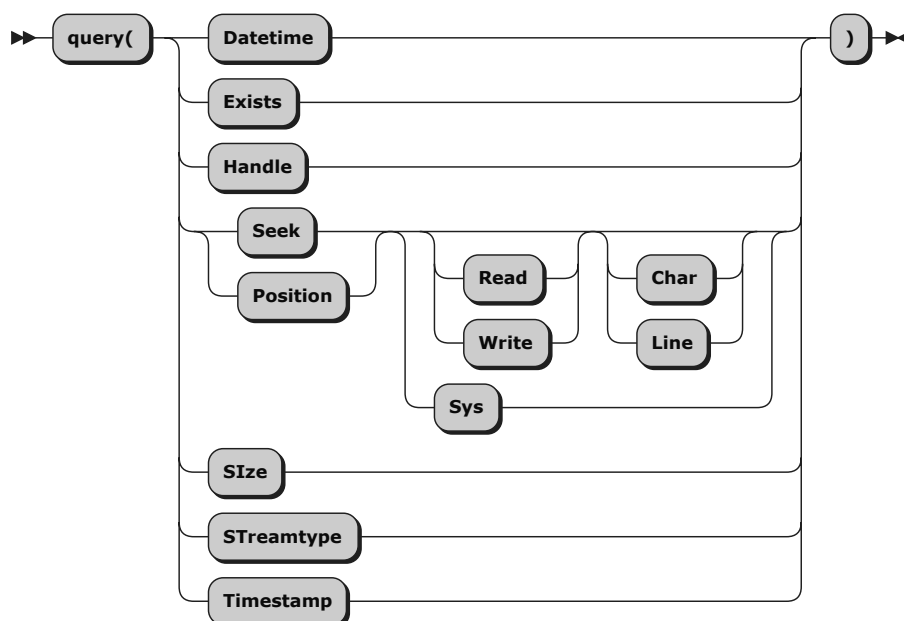 query( Datetime )
Exists
Handle
Seek
Position
Read Char
Write Line
Sys
SIze
STreamtype
Timestamp